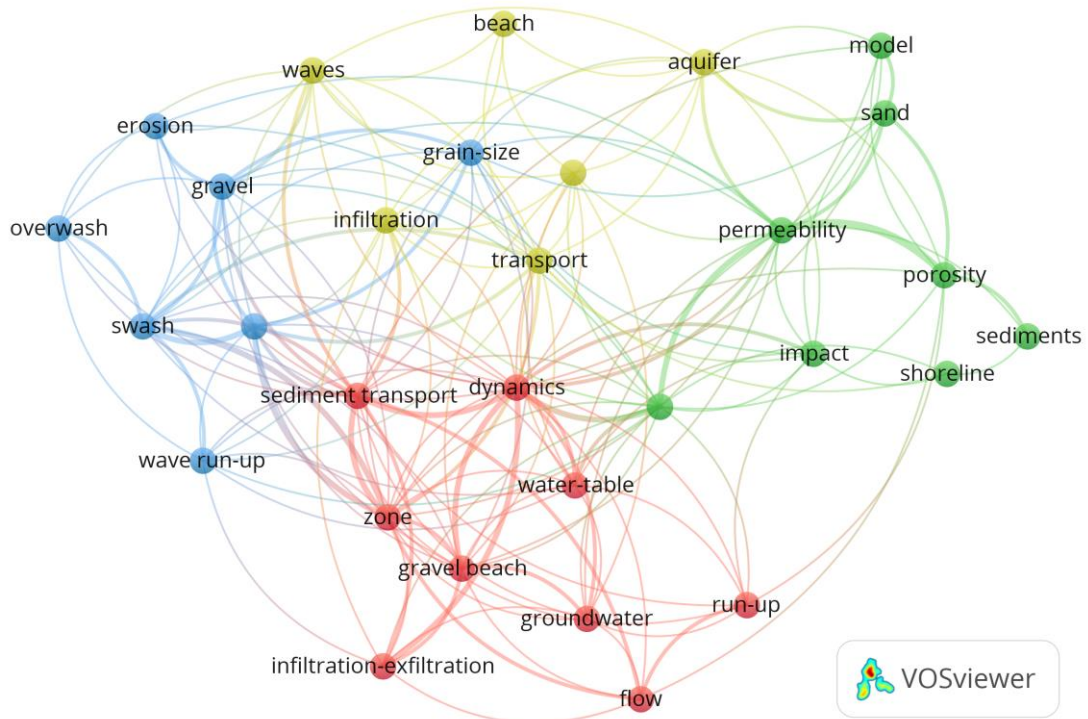 beach
model
waves
aquifer
sand
erosion
grain-size
gravel
infiltration
overwash
permeability
transport
porosity
swash
sediments
impact
shoreline
sediment transport
dynamics
wave run-up
water-table
zone
gravel beach
run-up
groundwater
infiltration-exfiltration
flow
VOSviewer